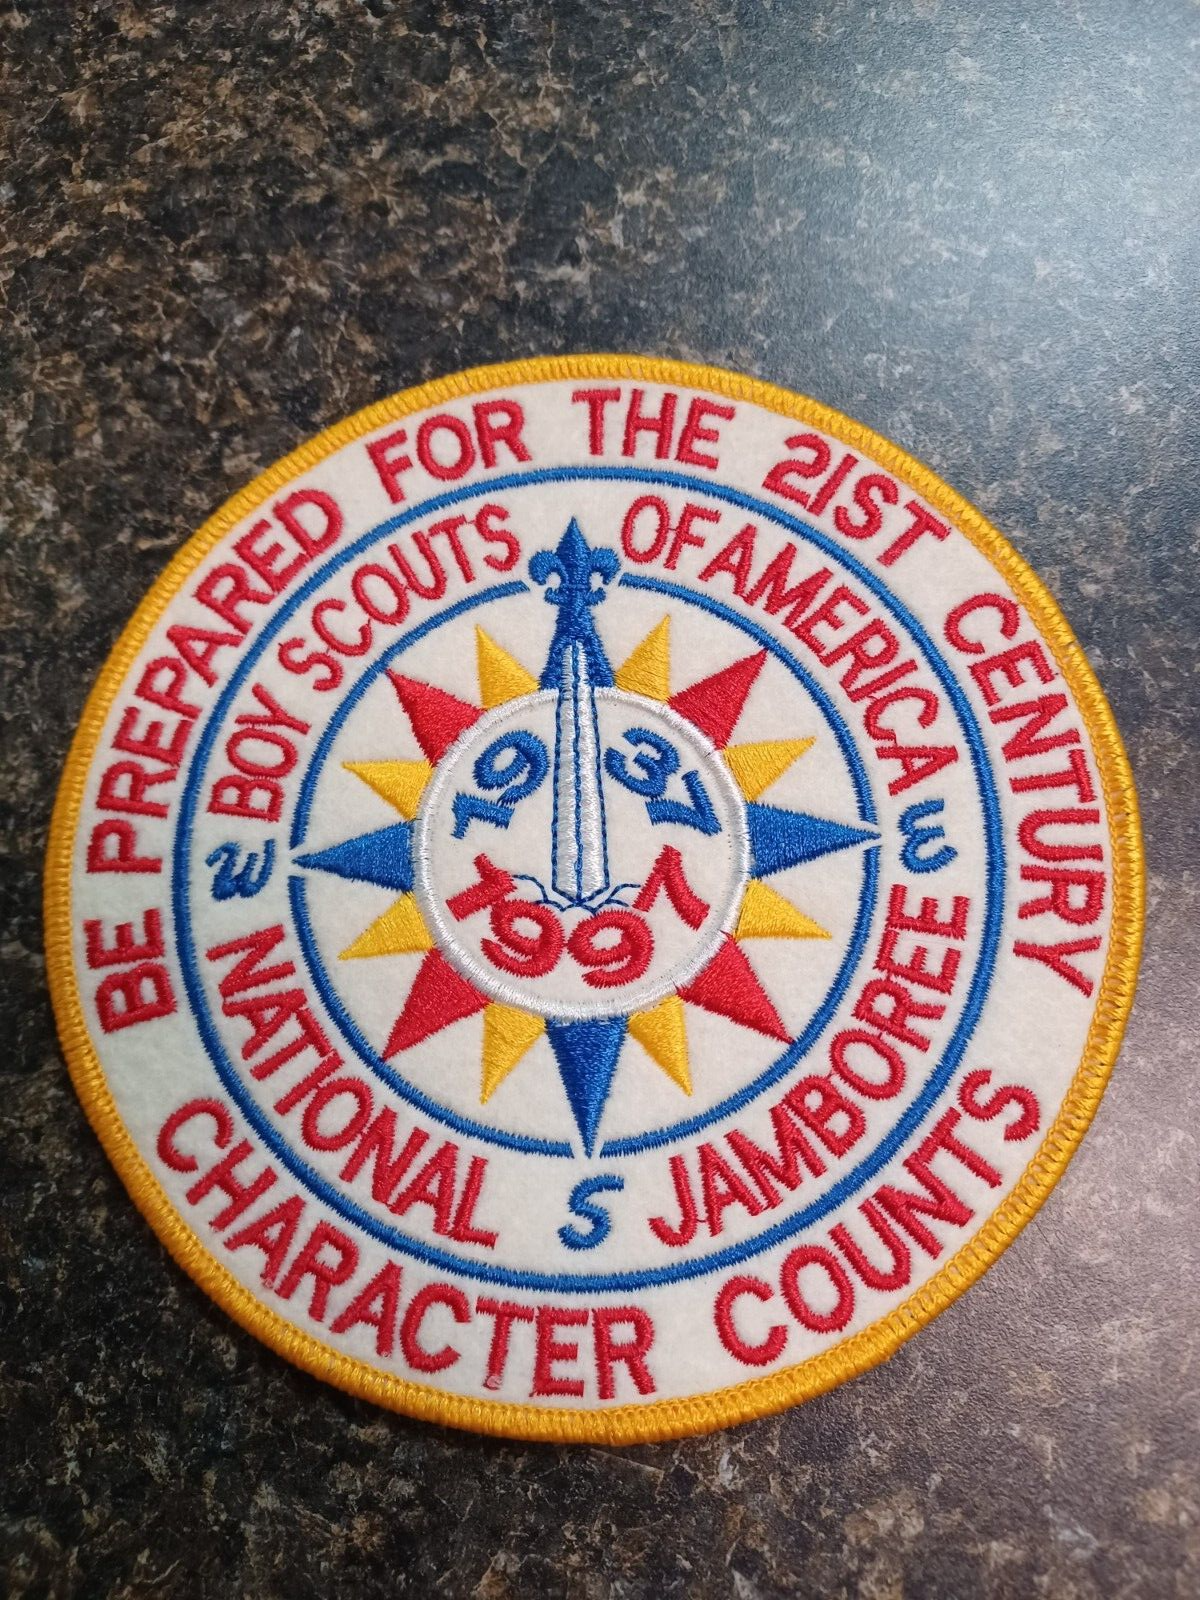 BE PREPARED FOR THE 21ST CENTURY
BOY SCOUTS OF AMERICA
W
E
1937
1997
NATIONAL JAMBOREE
S
CHARACTER COUNTS